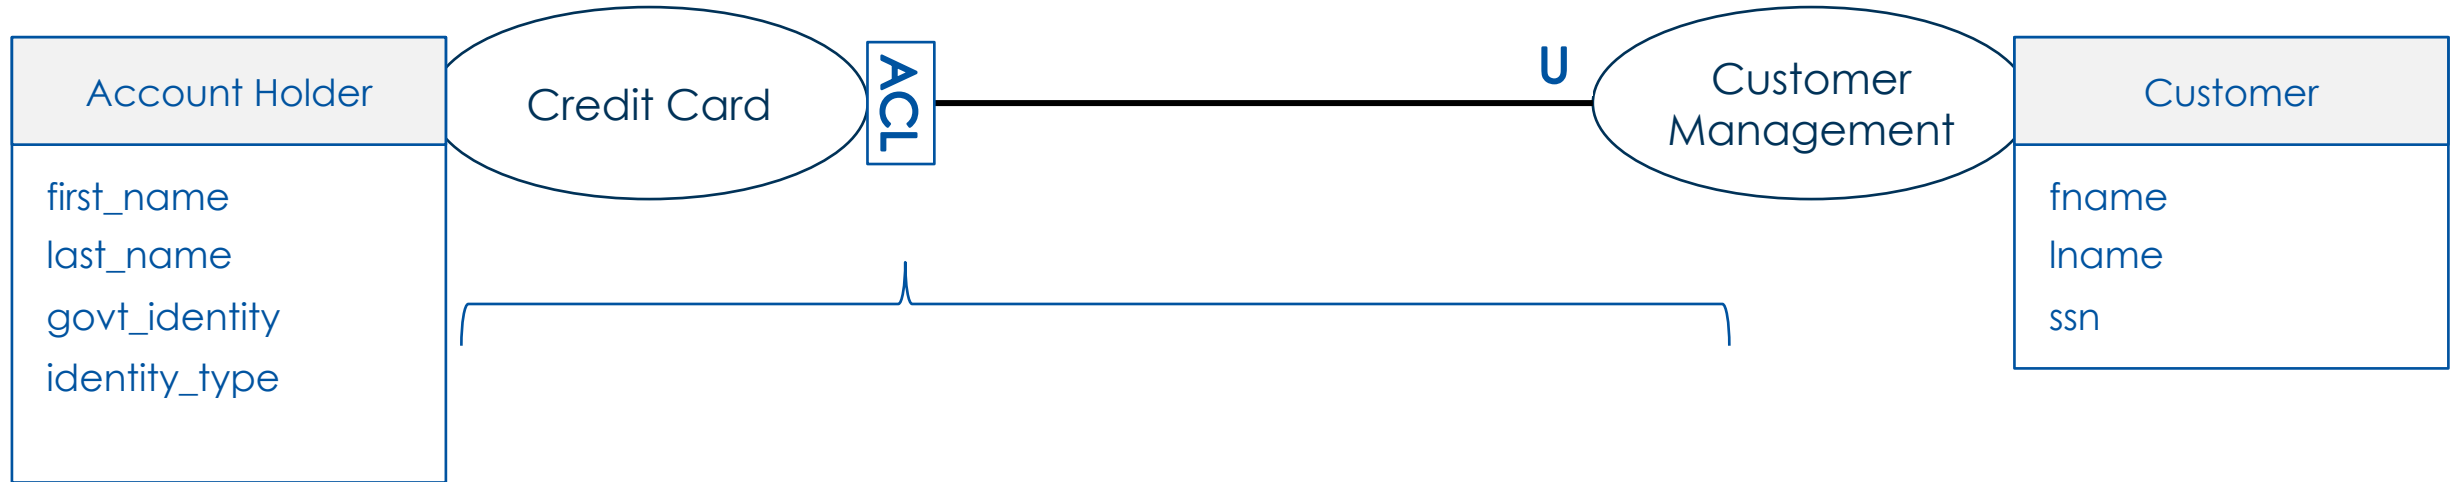 Account Holder
first_name
last_name
govt_identity
identity_type
Credit Card
ACL
U
Customer
Management
Customer
fname
lname
ssn